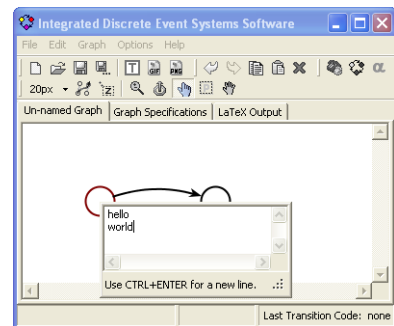 Integrated Discrete Event Systems Software
File Edit Graph Options Help
20px
Un-named Graph Graph Specifications LaTeX Output
hello
world
Use CTRL+ENTER for a new line.
Last Transition Code: none